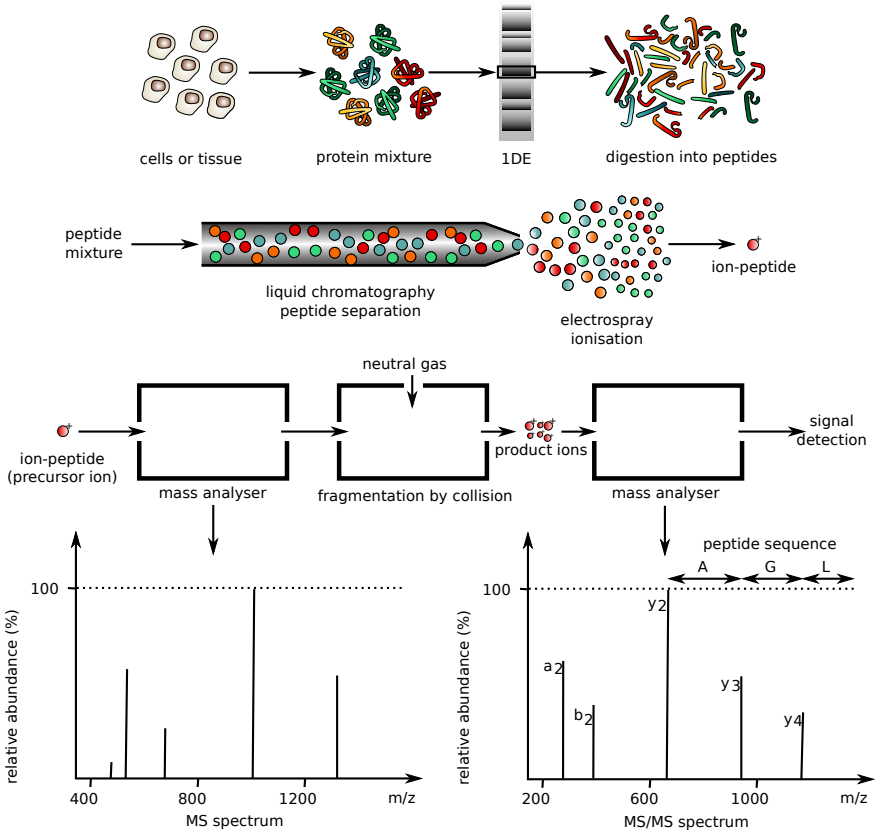 cells or tissue
protein mixture
1DE
digestion into peptides
peptide
mixture
liquid chromatography
peptide separation
electrospray
ionisation
+
ion-peptide
neutral gas
+
ion-peptide
(precursor ion)
mass analyser
fragmentation by collision
+ + +
product ions
mass analyser
signal
detection
relative abundance (%)
100
400 800 1200 m/z
MS spectrum
relative abundance (%)
peptide sequence
A G L
100
y2
a2
b2
y3
y4
200 600 1000 m/z
MS/MS spectrum